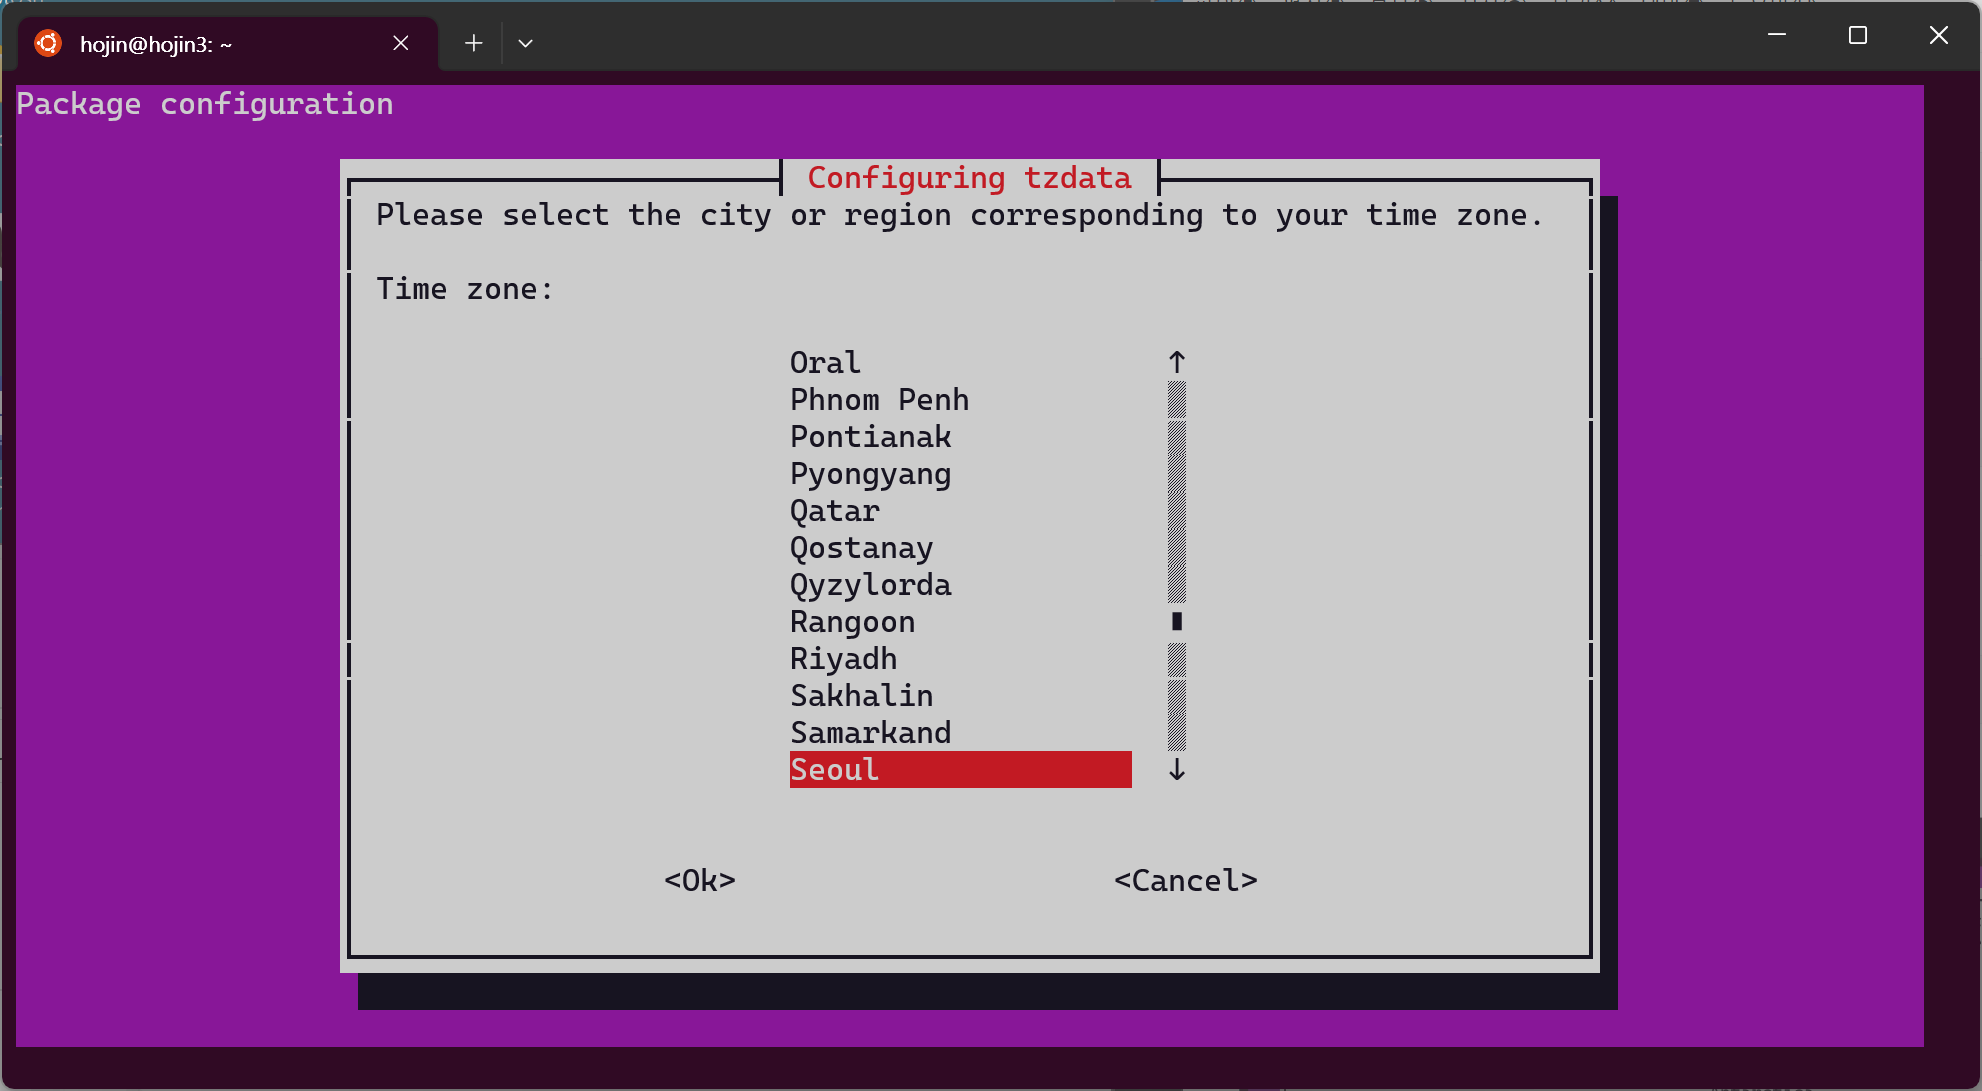 hojin@hojin3: ~
Package configuration
Configuring tzdata
Please select the city or region corresponding to your time zone.
Time zone:
Oral
Phnom Penh
Pontianak
Pyongyang
Qatar
Qostanay
Qyzylorda
Rangoon
Riyadh
Sakhalin
Samarkand
Seoul
<Ok> <Cancel>